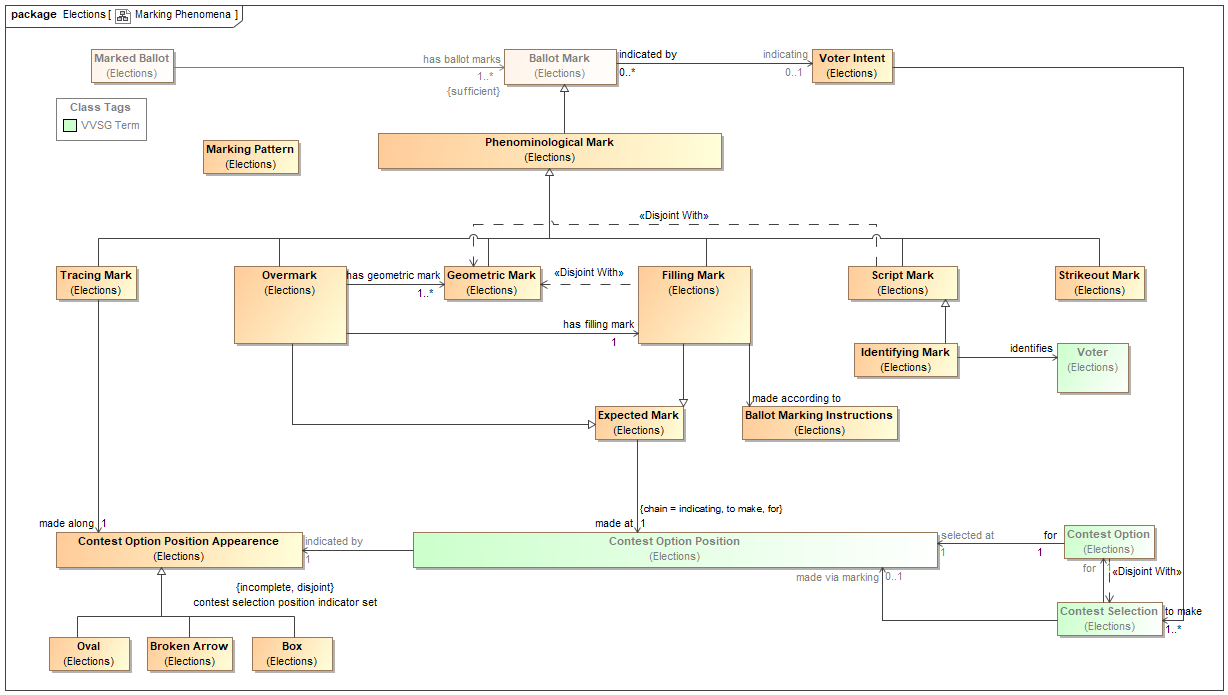 package Elections [ Marking Phenomena ]
Marked Ballot
(Elections)
has ballot marks
1..*
{sufficient}
Ballot Mark
(Elections)
indicated by
0..*
indicating
0..1
Voter Intent
(Elections)
Class Tags
VVSG Term
Marking Pattern
(Elections)
Phenominological Mark
(Elections)
«Disjoint With»
Tracing Mark
(Elections)
Overmark
(Elections)
has geometric mark
1..*
Geometric Mark
(Elections)
«Disjoint With»
Filling Mark
(Elections)
Script Mark
(Elections)
Strikeout Mark
(Elections)
has filling mark
1
Identifying Mark
(Elections)
identifies
Voter
(Elections)
made according to
Expected Mark
(Elections)
Ballot Marking Instructions
(Elections)
{chain = indicating, to make, for}
made along
1
made at
1
Contest Option Position Appearence
(Elections)
indicated by
1
Contest Option Position
(Elections)
selected at
1
for
1
Contest Option
(Elections)
made via marking
0..1
for
1
«Disjoint With»
{incomplete, disjoint}
contest selection position indicator set
Contest Selection
(Elections)
to make
1..*
Oval
(Elections)
Broken Arrow
(Elections)
Box
(Elections)